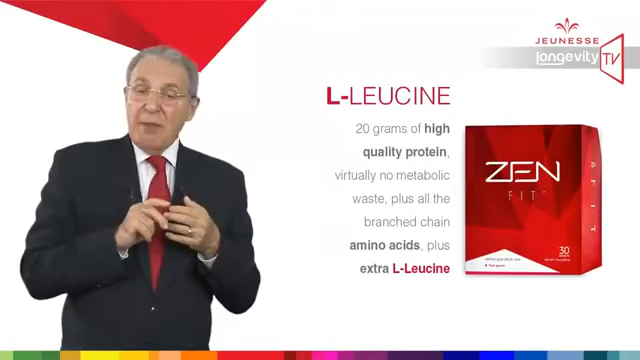 JEUNESSE
longevity TV
L-LEUCINE
20 grams of high
quality protein,
virtually no metabolic
waste, plus all the
branched chain
amino acids, plus
extra L-Leucine
ZEN
FIT
30